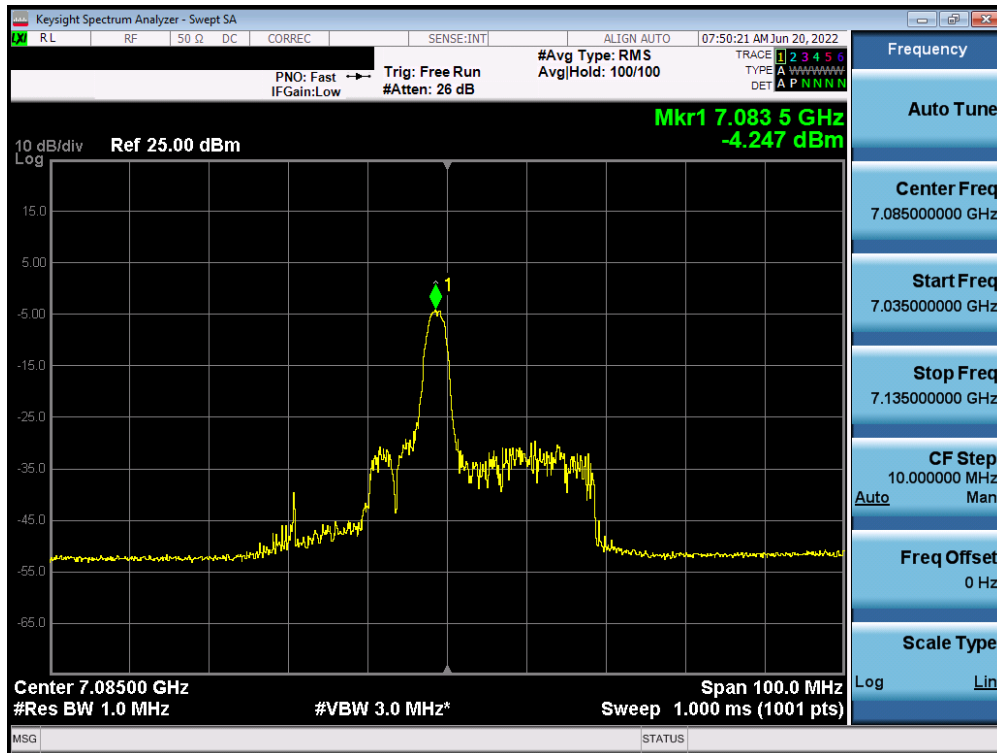 Keysight Spectrum Analyzer - Swept SA
LXI RL RF 50 Ω DC CORREC SENSE:INT ALIGN AUTO 07:50:21 AM Jun 20, 2022
PNO: Fast
IFGain:Low
Trig: Free Run
#Atten: 26 dB
#Avg Type: RMS
Avg|Hold: 100/100
TRACE 1 2 3 4 5 6
TYPE A WWWWW
DET A P N N N N
Mkr1 7.083 5 GHz
-4.247 dBm
10 dB/div Ref 25.00 dBm
Log
15.0
5.00
1
-5.00
-15.0
-25.0
-35.0
-45.0
-55.0
-65.0
Center 7.08500 GHz Span 100.0 MHz
#Res BW 1.0 MHz #VBW 3.0 MHz* Sweep 1.000 ms (1001 pts)
MSG STATUS
Frequency
Auto Tune
Center Freq
7.085000000 GHz
Start Freq
7.035000000 GHz
Stop Freq
7.135000000 GHz
CF Step
10.000000 MHz
Auto Man
Freq Offset
0 Hz
Scale Type
Log Lin